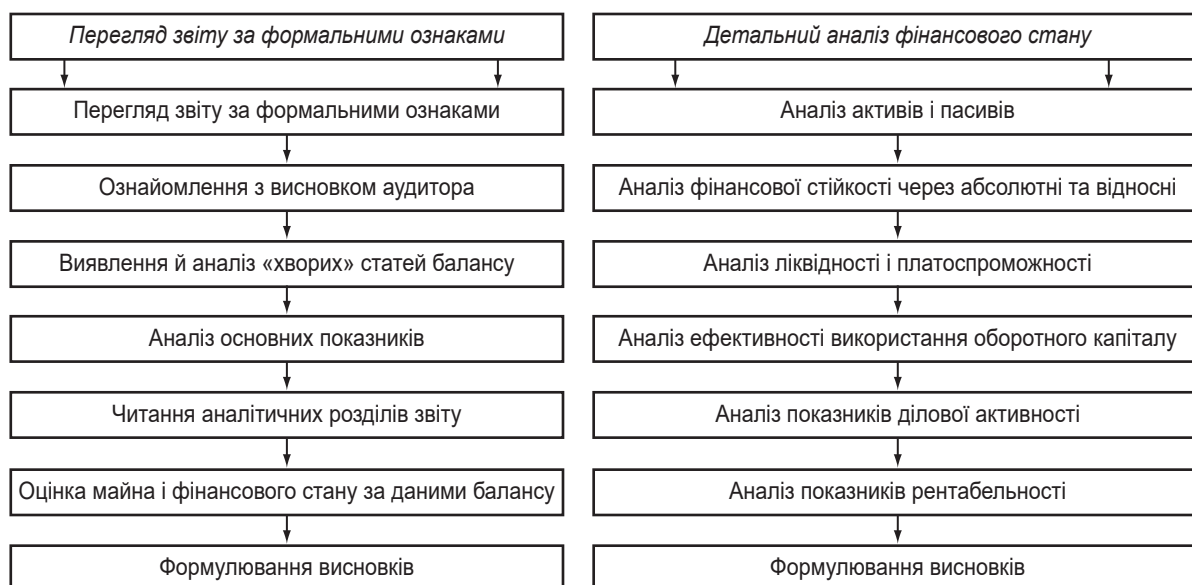 Перегляд звіту за формальними ознаками
Перегляд звіту за формальними ознаками
Ознайомлення з висновком аудитора
Виявлення й аналіз «хворих» статей балансу
Аналіз основних показників
Читання аналітичних розділів звіту
Оцінка майна і фінансового стану за даними балансу
Формулювання висновків
Детальний аналіз фінансового стану
Аналіз активів і пасивів
Аналіз фінансової стійкості через абсолютні та відносні
Аналіз ліквідності і платоспроможності
Аналіз ефективності використання оборотного капіталу
Аналіз показників ділової активності
Аналіз показників рентабельності
Формулювання висновків